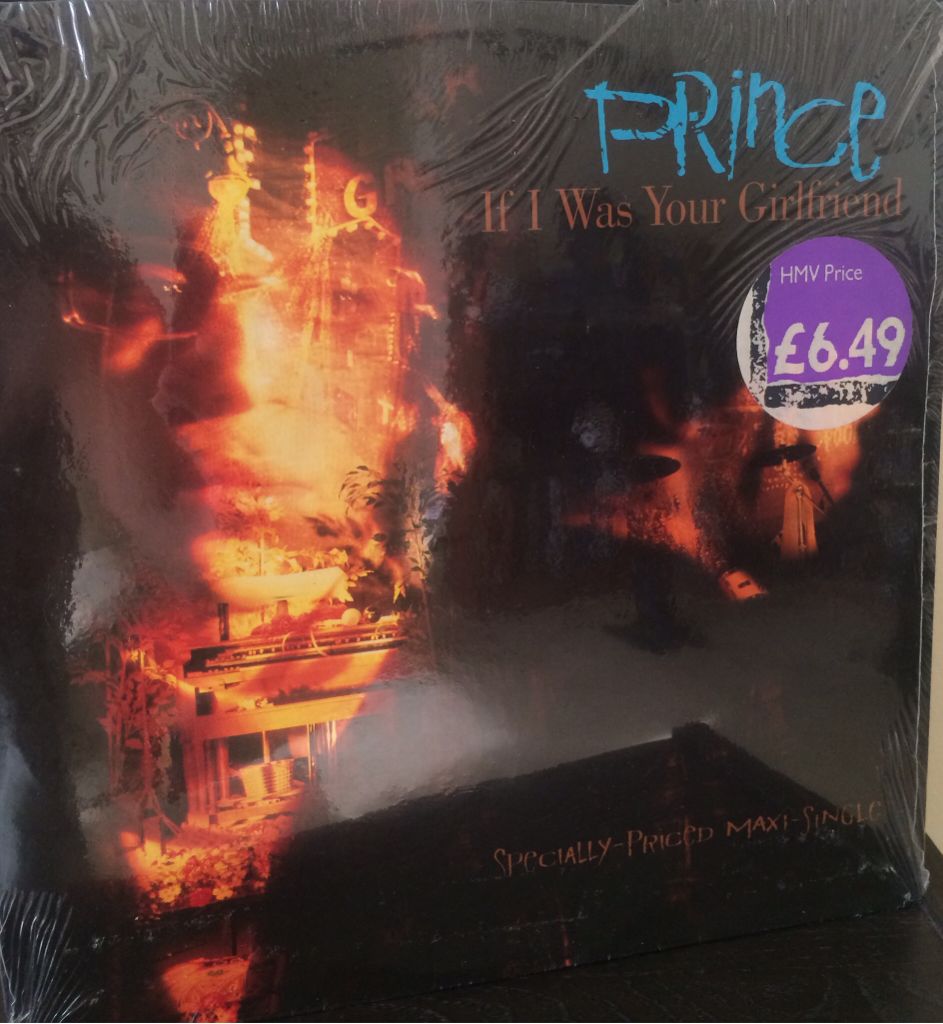 PRince
If I Was Your Girlfriend
HMV Price
£6.49
SPECIALLY-PRICED MAXI-SINGLE